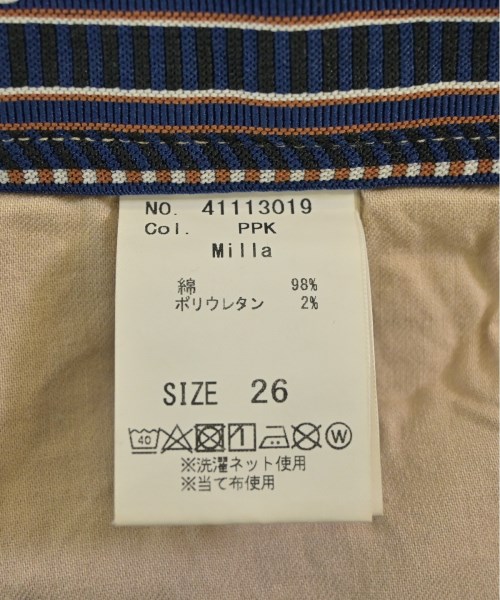 NO. 41113019
Col. PPK
Milla
綿 98%
ポリウレタン 2%
SIZE 26
40 W
※洗濯ネット使用
※当て布使用